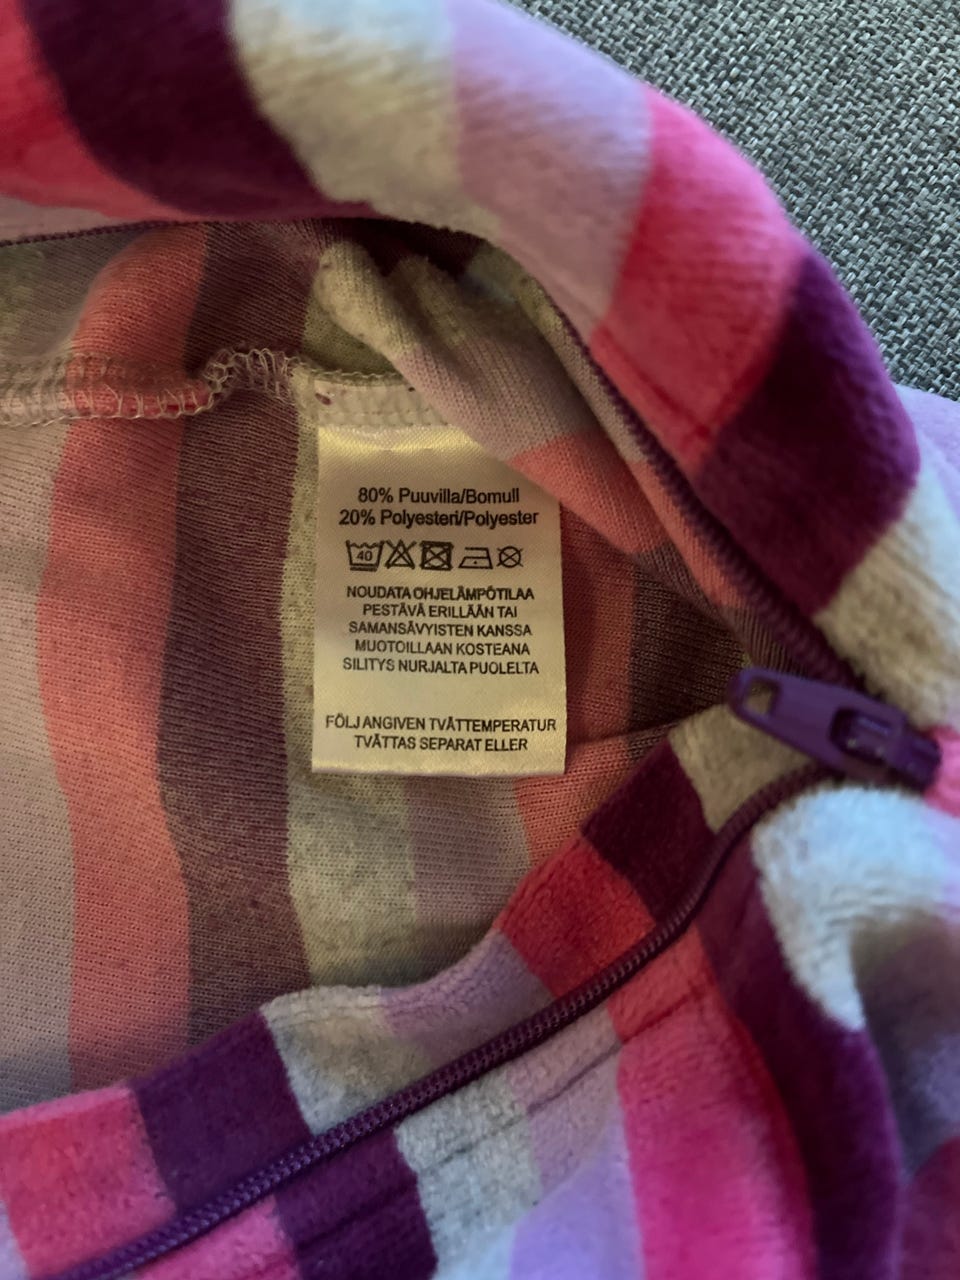 80% Puuvilla/Bomull
20% Polyesteri/Polyester
40
NOUDATA OHJELÄMPÖTILAA
PESTÄVÄ ERILLÄÄN TAI
SAMANSÄVYISTEN KANSSA
MUOTOILLAAN KOSTEANA
SILITYS NURJALTA PUOLELTA
FÖLJ ANGIVEN TVÄTTEMPERATUR
TVÄTTAS SEPARAT ELLER